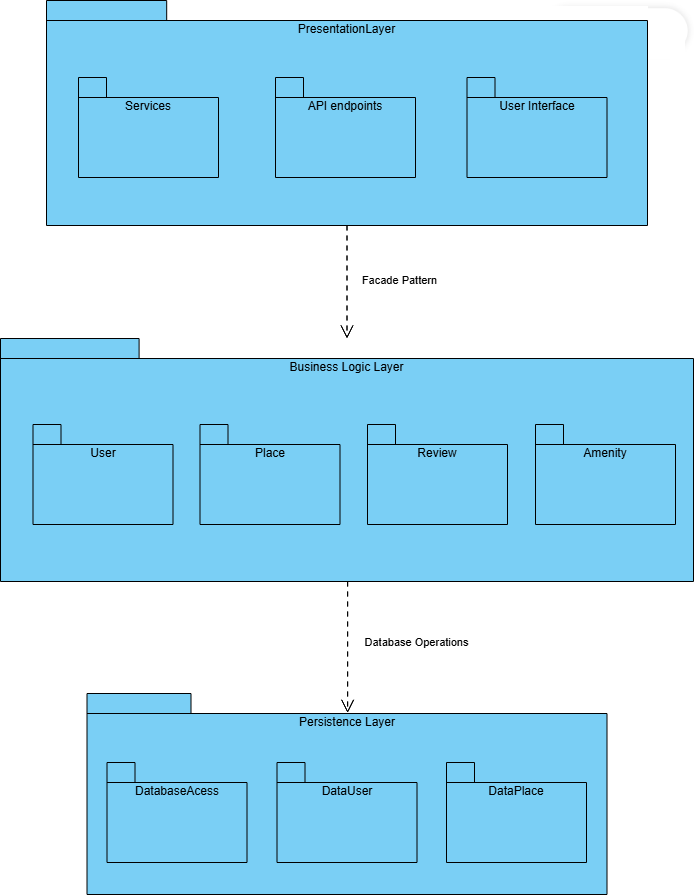 PresentationLayer
Services
API endpoints
User Interface
Facade Pattern
Business Logic Layer
User
Place
Review
Amenity
Database Operations
Persistence Layer
DatabaseAcess
DataUser
DataPlace